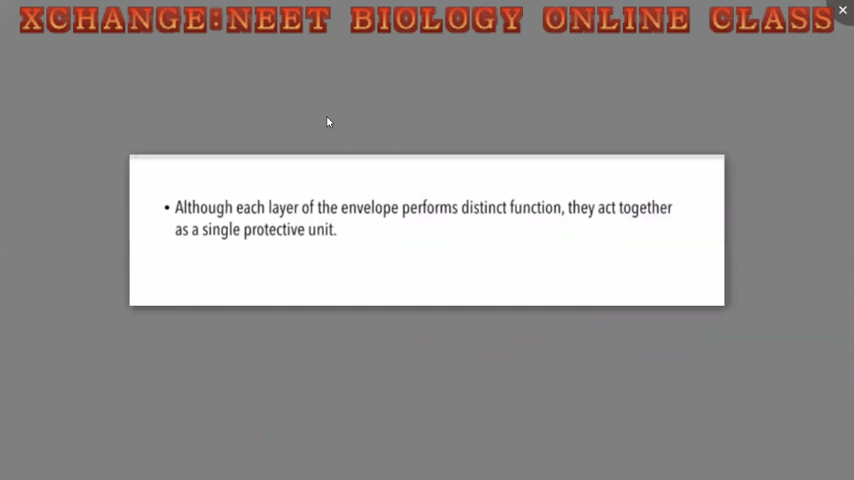 XCHANGE:NEET BIOLOGY ONLINE CLASS
• Although each layer of the envelope performs distinct function, they act together
as a single protective unit.